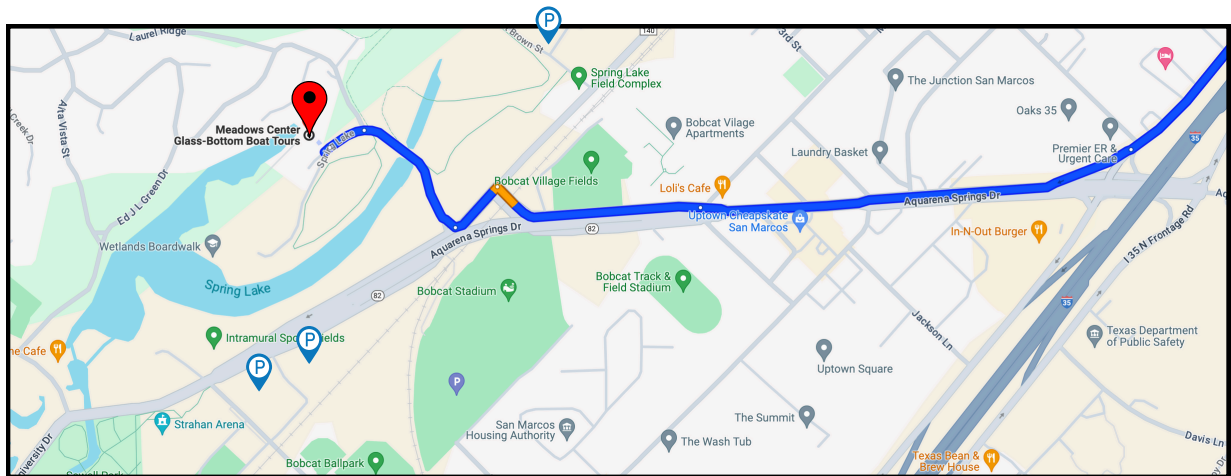 P
Brown St
140
Laurel Ridge
3rd St
Spring Lake
Field Complex
The Junction San Marcos
Alta Vista St
Creek Dr
Oaks 35
Meadows Center
Glass-Bottom Boat Tours
Bobcat Village
Apartments
35
Laundry Basket
Premier ER &
Urgent Care
Lake
Bobcat Village Fields
Loli's Cafe
Ed J L Green Dr
Aquarena Springs Dr
Uptown Cheapskate
San Marcos
Aquarena Springs Dr
82
In-N-Out Burger
I 35 N Frontage Rd
Wetlands Boardwalk
Spring Lake
Bobcat Stadium
Bobcat Track &
Field Stadium
82
35
Jackson Ln
Texas Department
of Public Safety
P
Intramural Sports Fields
P
Cafe
Uptown Square
P
Strahan Arena
San Marcos
Housing Authority
The Summit
The Wash Tub
Davis Ln
University Dr
Bobcat Ballpark
Texas Bean &
Brew House